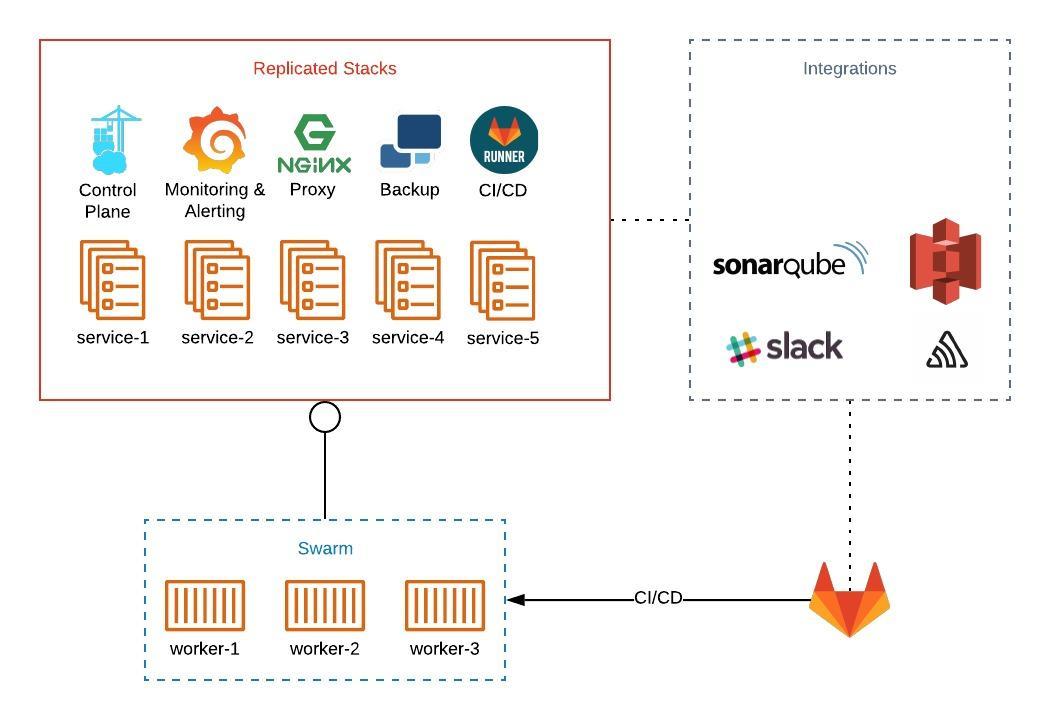 Replicated Stacks
Integrations
NGiNX
RUNNER
Control
Plane
Monitoring &
Alerting
Proxy
Backup
CI/CD
service-1
service-2
service-3
service-4
service-5
sonarqube
slack
Swarm
worker-1
worker-2
worker-3
CI/CD